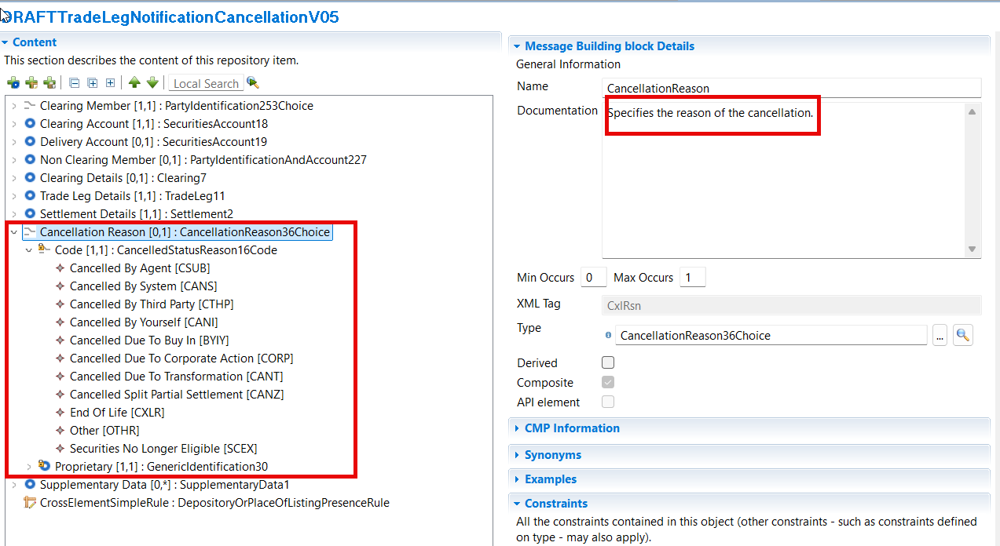 DRAFTTradeLegNotificationCancellationV05
Content
This section describes the content of this repository item.
Local Search
Clearing Member [1,1] : PartyIdentification253Choice
Clearing Account [1,1] : SecuritiesAccount18
Delivery Account [0,1] : SecuritiesAccount19
Non Clearing Member [0,1] : PartyIdentificationAndAccount227
Clearing Details [0,1] : Clearing7
Trade Leg Details [1,1] : TradeLeg11
Settlement Details [1,1] : Settlement2
Cancellation Reason [0,1] : CancellationReason36Choice
Code [1,1] : CancelledStatusReason16Code
Cancelled By Agent [CSUB]
Cancelled By System [CANS]
Cancelled By Third Party [CTHP]
Cancelled By Yourself [CANI]
Cancelled Due To Buy In [BYIY]
Cancelled Due To Corporate Action [CORP]
Cancelled Due To Transformation [CANT]
Cancelled Split Partial Settlement [CANZ]
End Of Life [CXLR]
Other [OTHR]
Securities No Longer Eligible [SCEX]
Proprietary [1,1] : GenericIdentification30
Supplementary Data [0,*] : SupplementaryData1
CrossElementSimpleRule : DepositoryOrPlaceOfListingPresenceRule
Message Building block Details
General Information
Name CancellationReason
Documentation Specifies the reason of the cancellation.
Min Occurs 0 Max Occurs 1
XML Tag CxlRsn
Type CancellationReason36Choice ...
Derived
Composite
API element
CMP Information
Synonyms
Examples
Constraints
All the constraints contained in this object (other constraints - such as constraints defined
on type - may also apply).